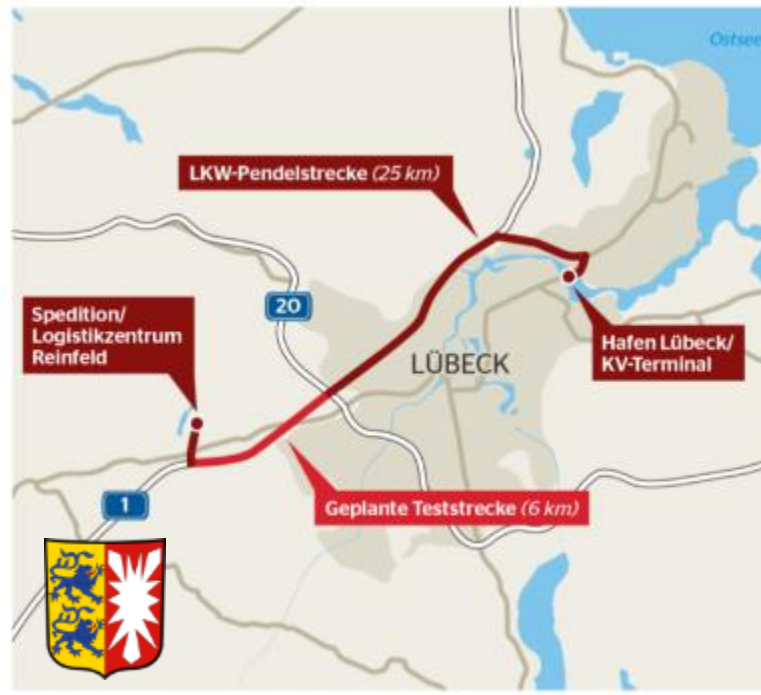 Ostsee
LKW-Pendelstrecke (25 km)
20
Spedition/
Logistikzentrum
Reinfeld
Hafen Lübeck/
KV-Terminal
LÜBECK
1
Geplante Teststrecke (6 km)